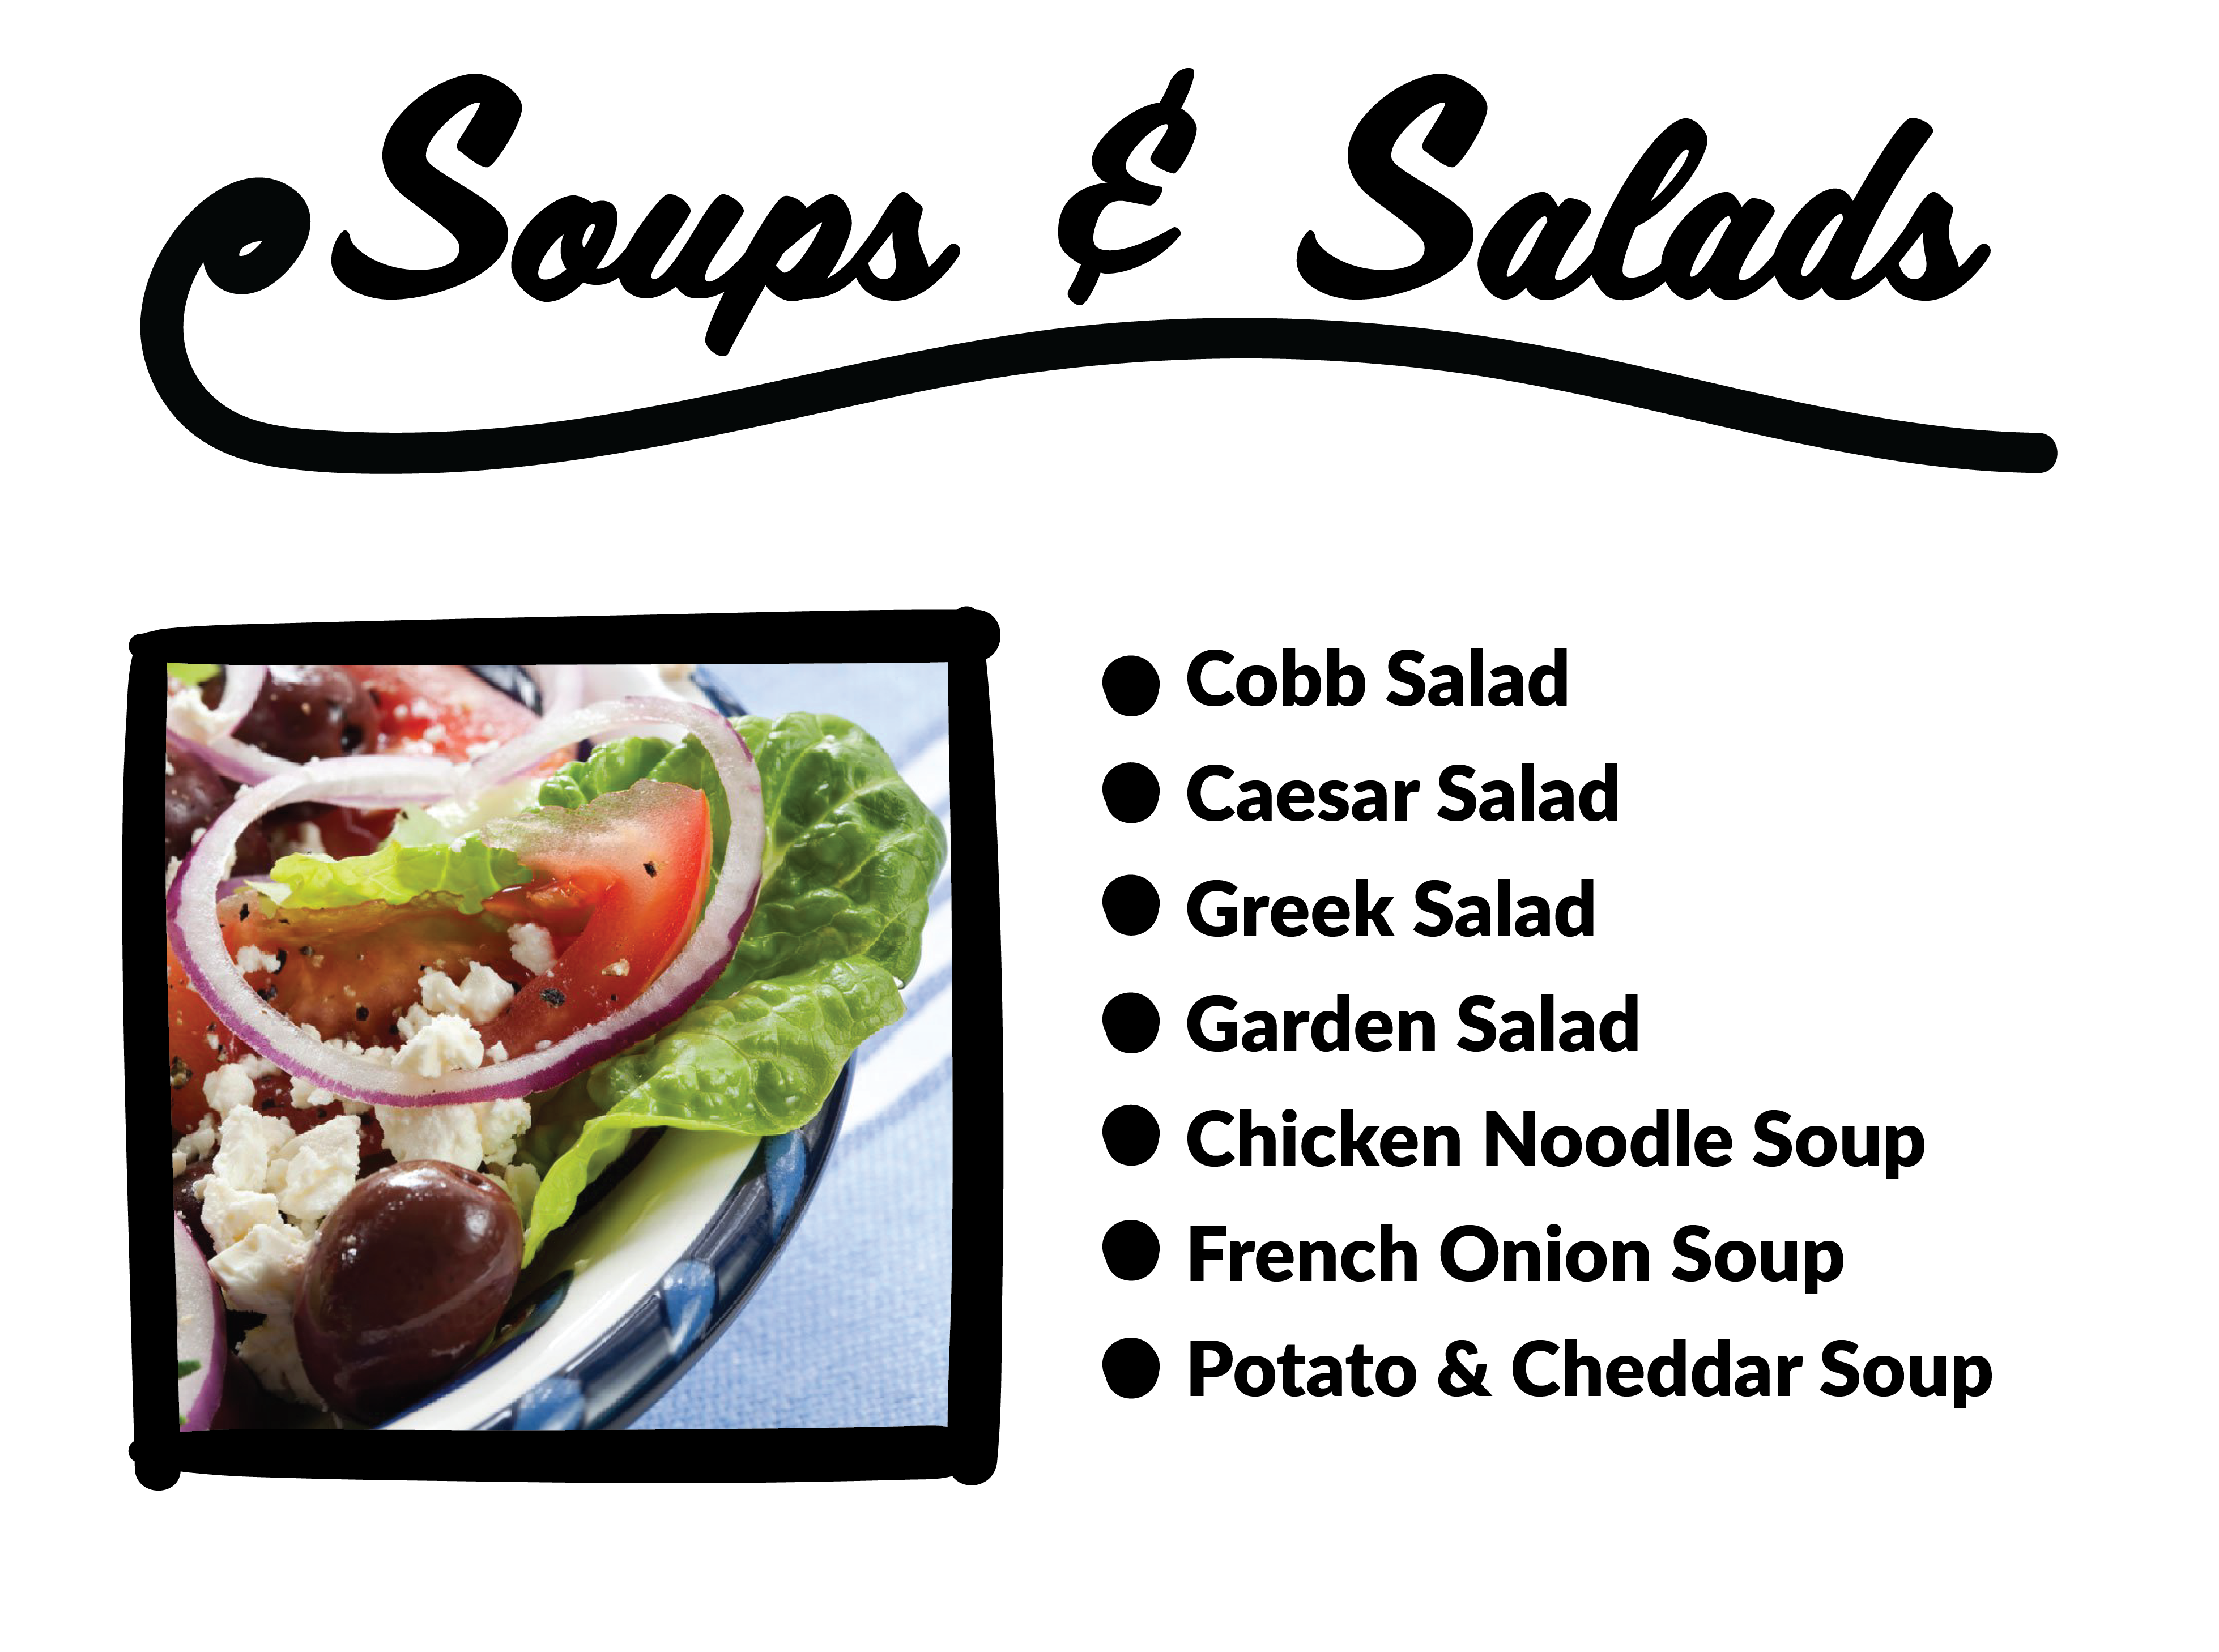 Soups & Salads
Cobb Salad
Caesar Salad
Greek Salad
Garden Salad
Chicken Noodle Soup
French Onion Soup
Potato & Cheddar Soup